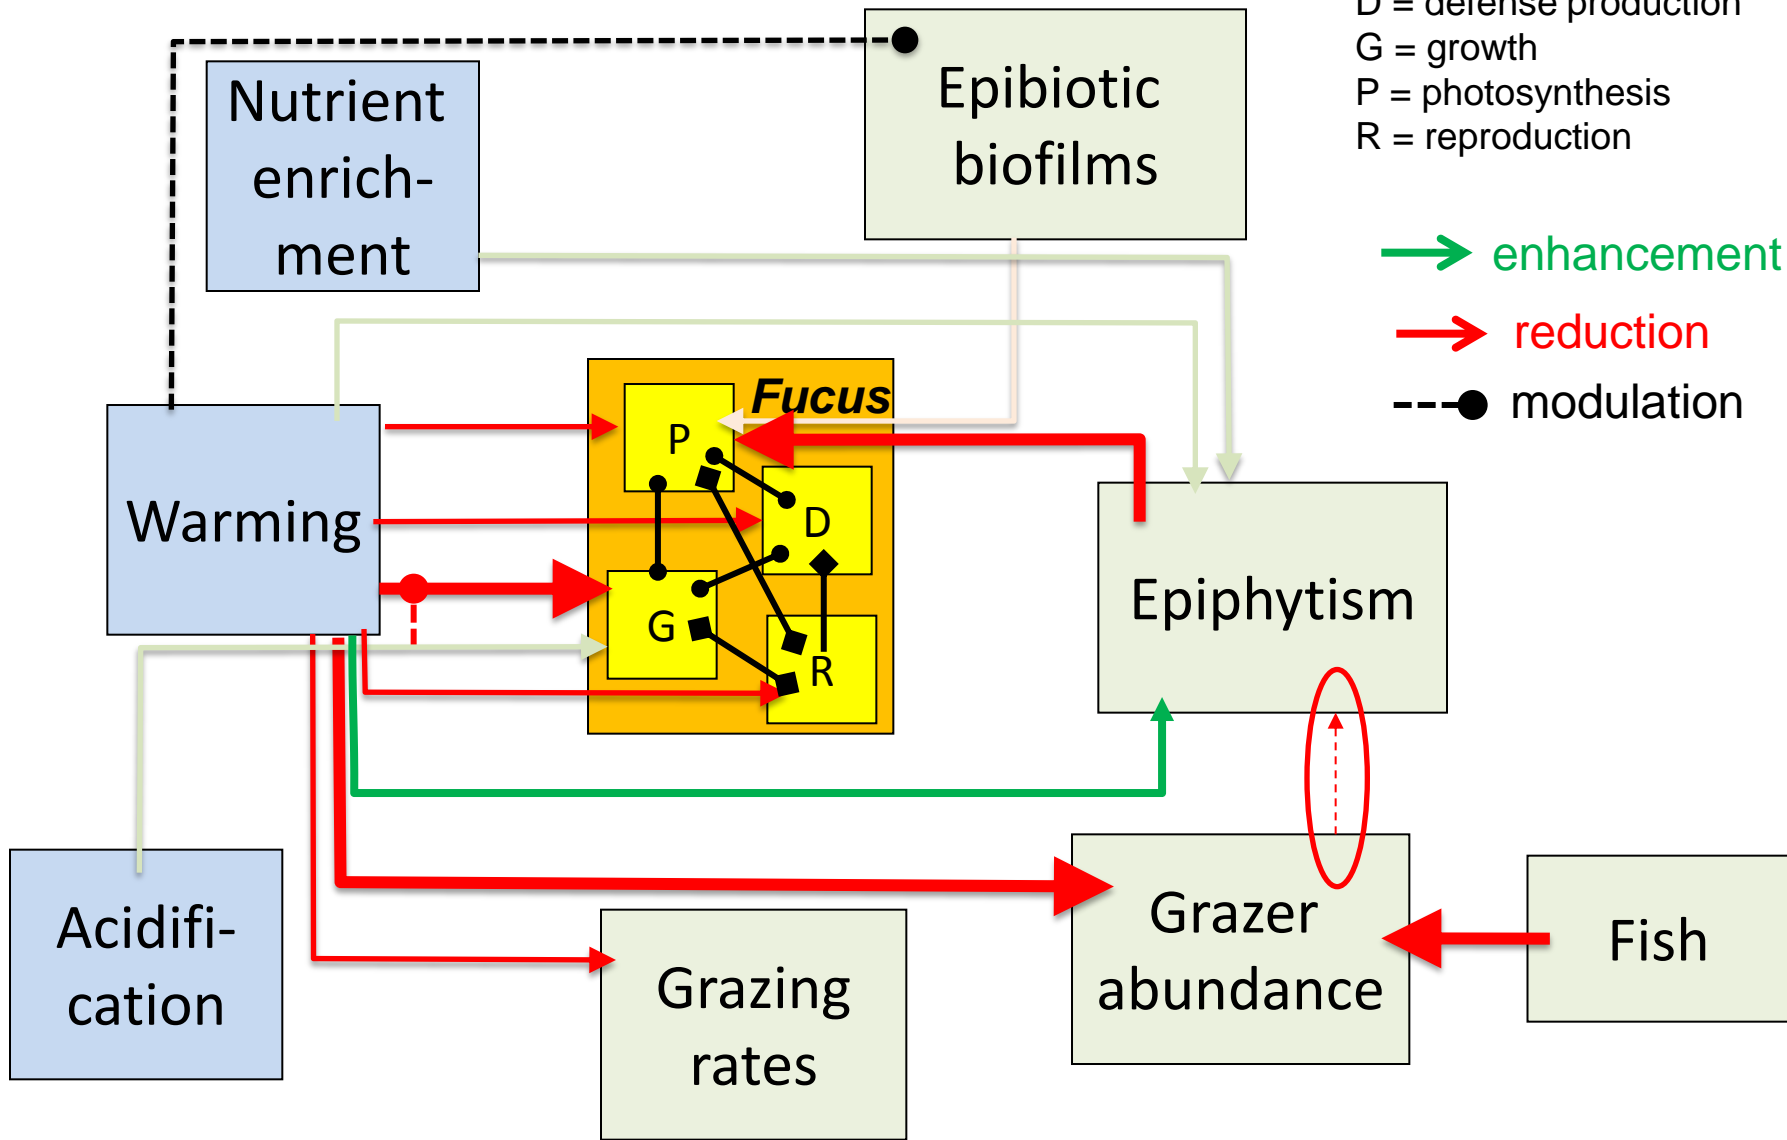 D = defense production
G = growth
P = photosynthesis
R = reproduction
Nutrient
enrich-
ment
Epibiotic
biofilms
enhancement
reduction
modulation
Fucus
P
D
G
R
Warming
Epiphytism
Acidifi-
cation
Grazing
rates
Grazer
abundance
Fish